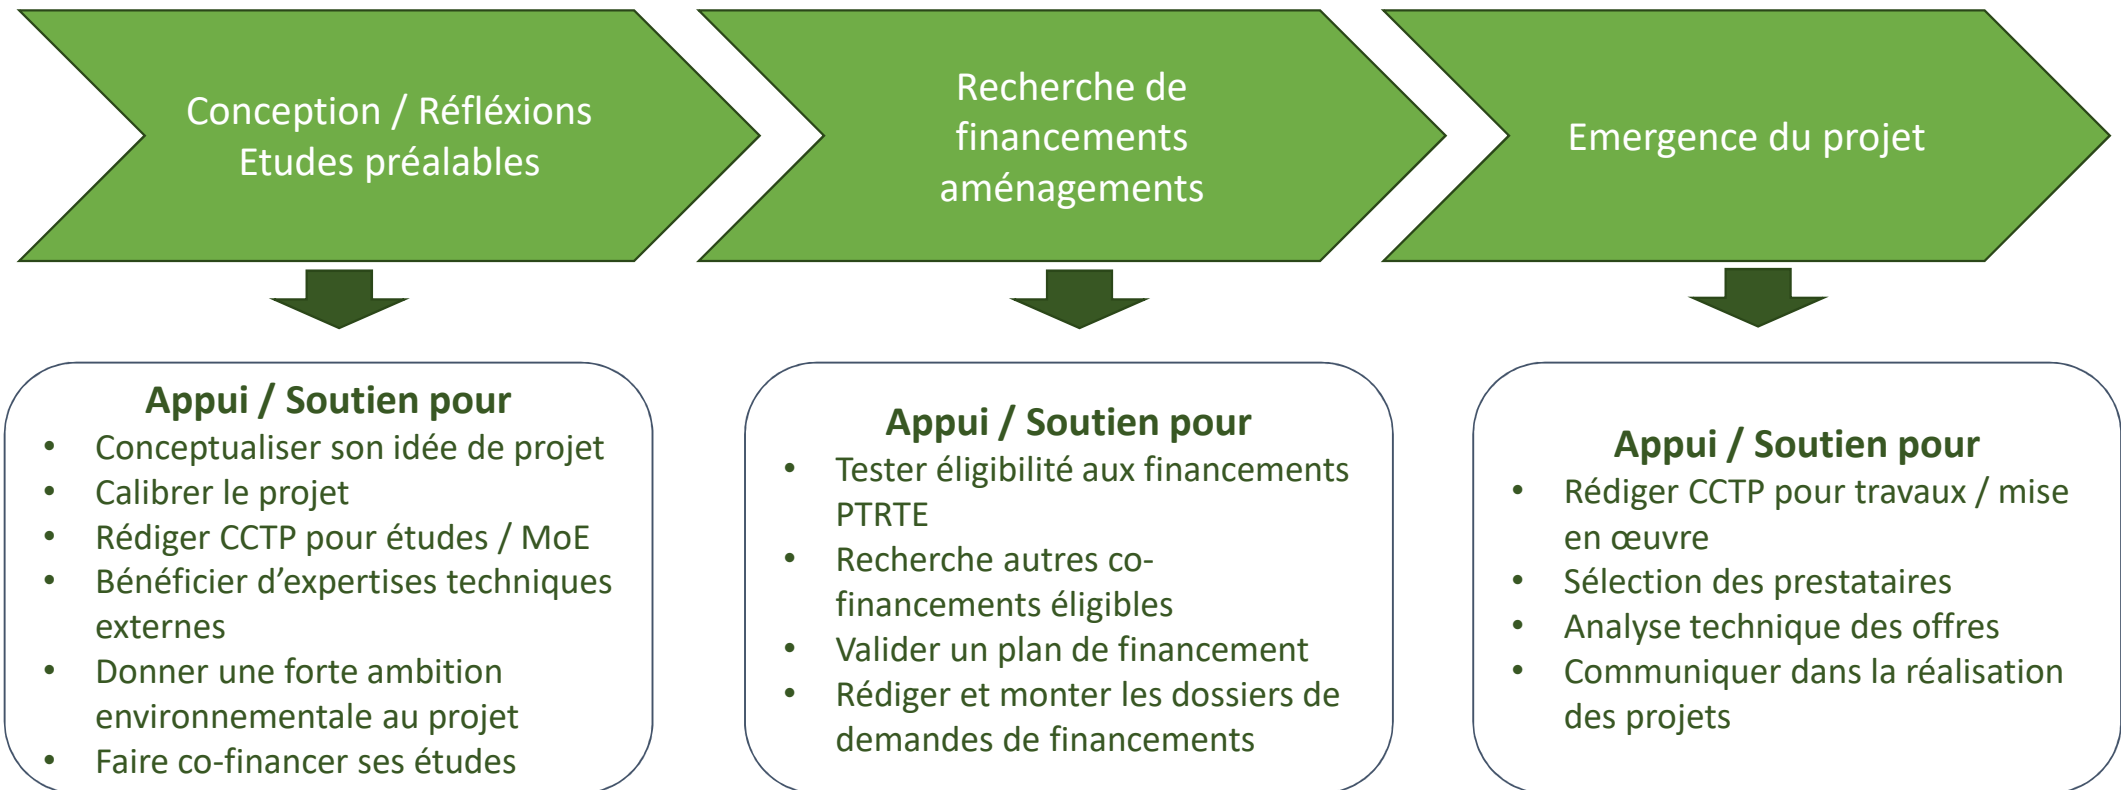 Conception / Réfléxions
Etudes préalables
Recherche de
financements
aménagements
Emergence du projet
Appui / Soutien pour
• Conceptualiser son idée de projet
• Calibrer le projet
• Rédiger CCTP pour études / MoE
• Bénéficier d’expertises techniques
externes
• Donner une forte ambition
environnementale au projet
• Faire co-financer ses études
Appui / Soutien pour
• Tester éligibilité aux financements
PTRTE
• Recherche autres co-
financements éligibles
• Valider un plan de financement
• Rédiger et monter les dossiers de
demandes de financements
Appui / Soutien pour
• Rédiger CCTP pour travaux / mise
en œuvre
• Sélection des prestataires
• Analyse technique des offres
• Communiquer dans la réalisation
des projets